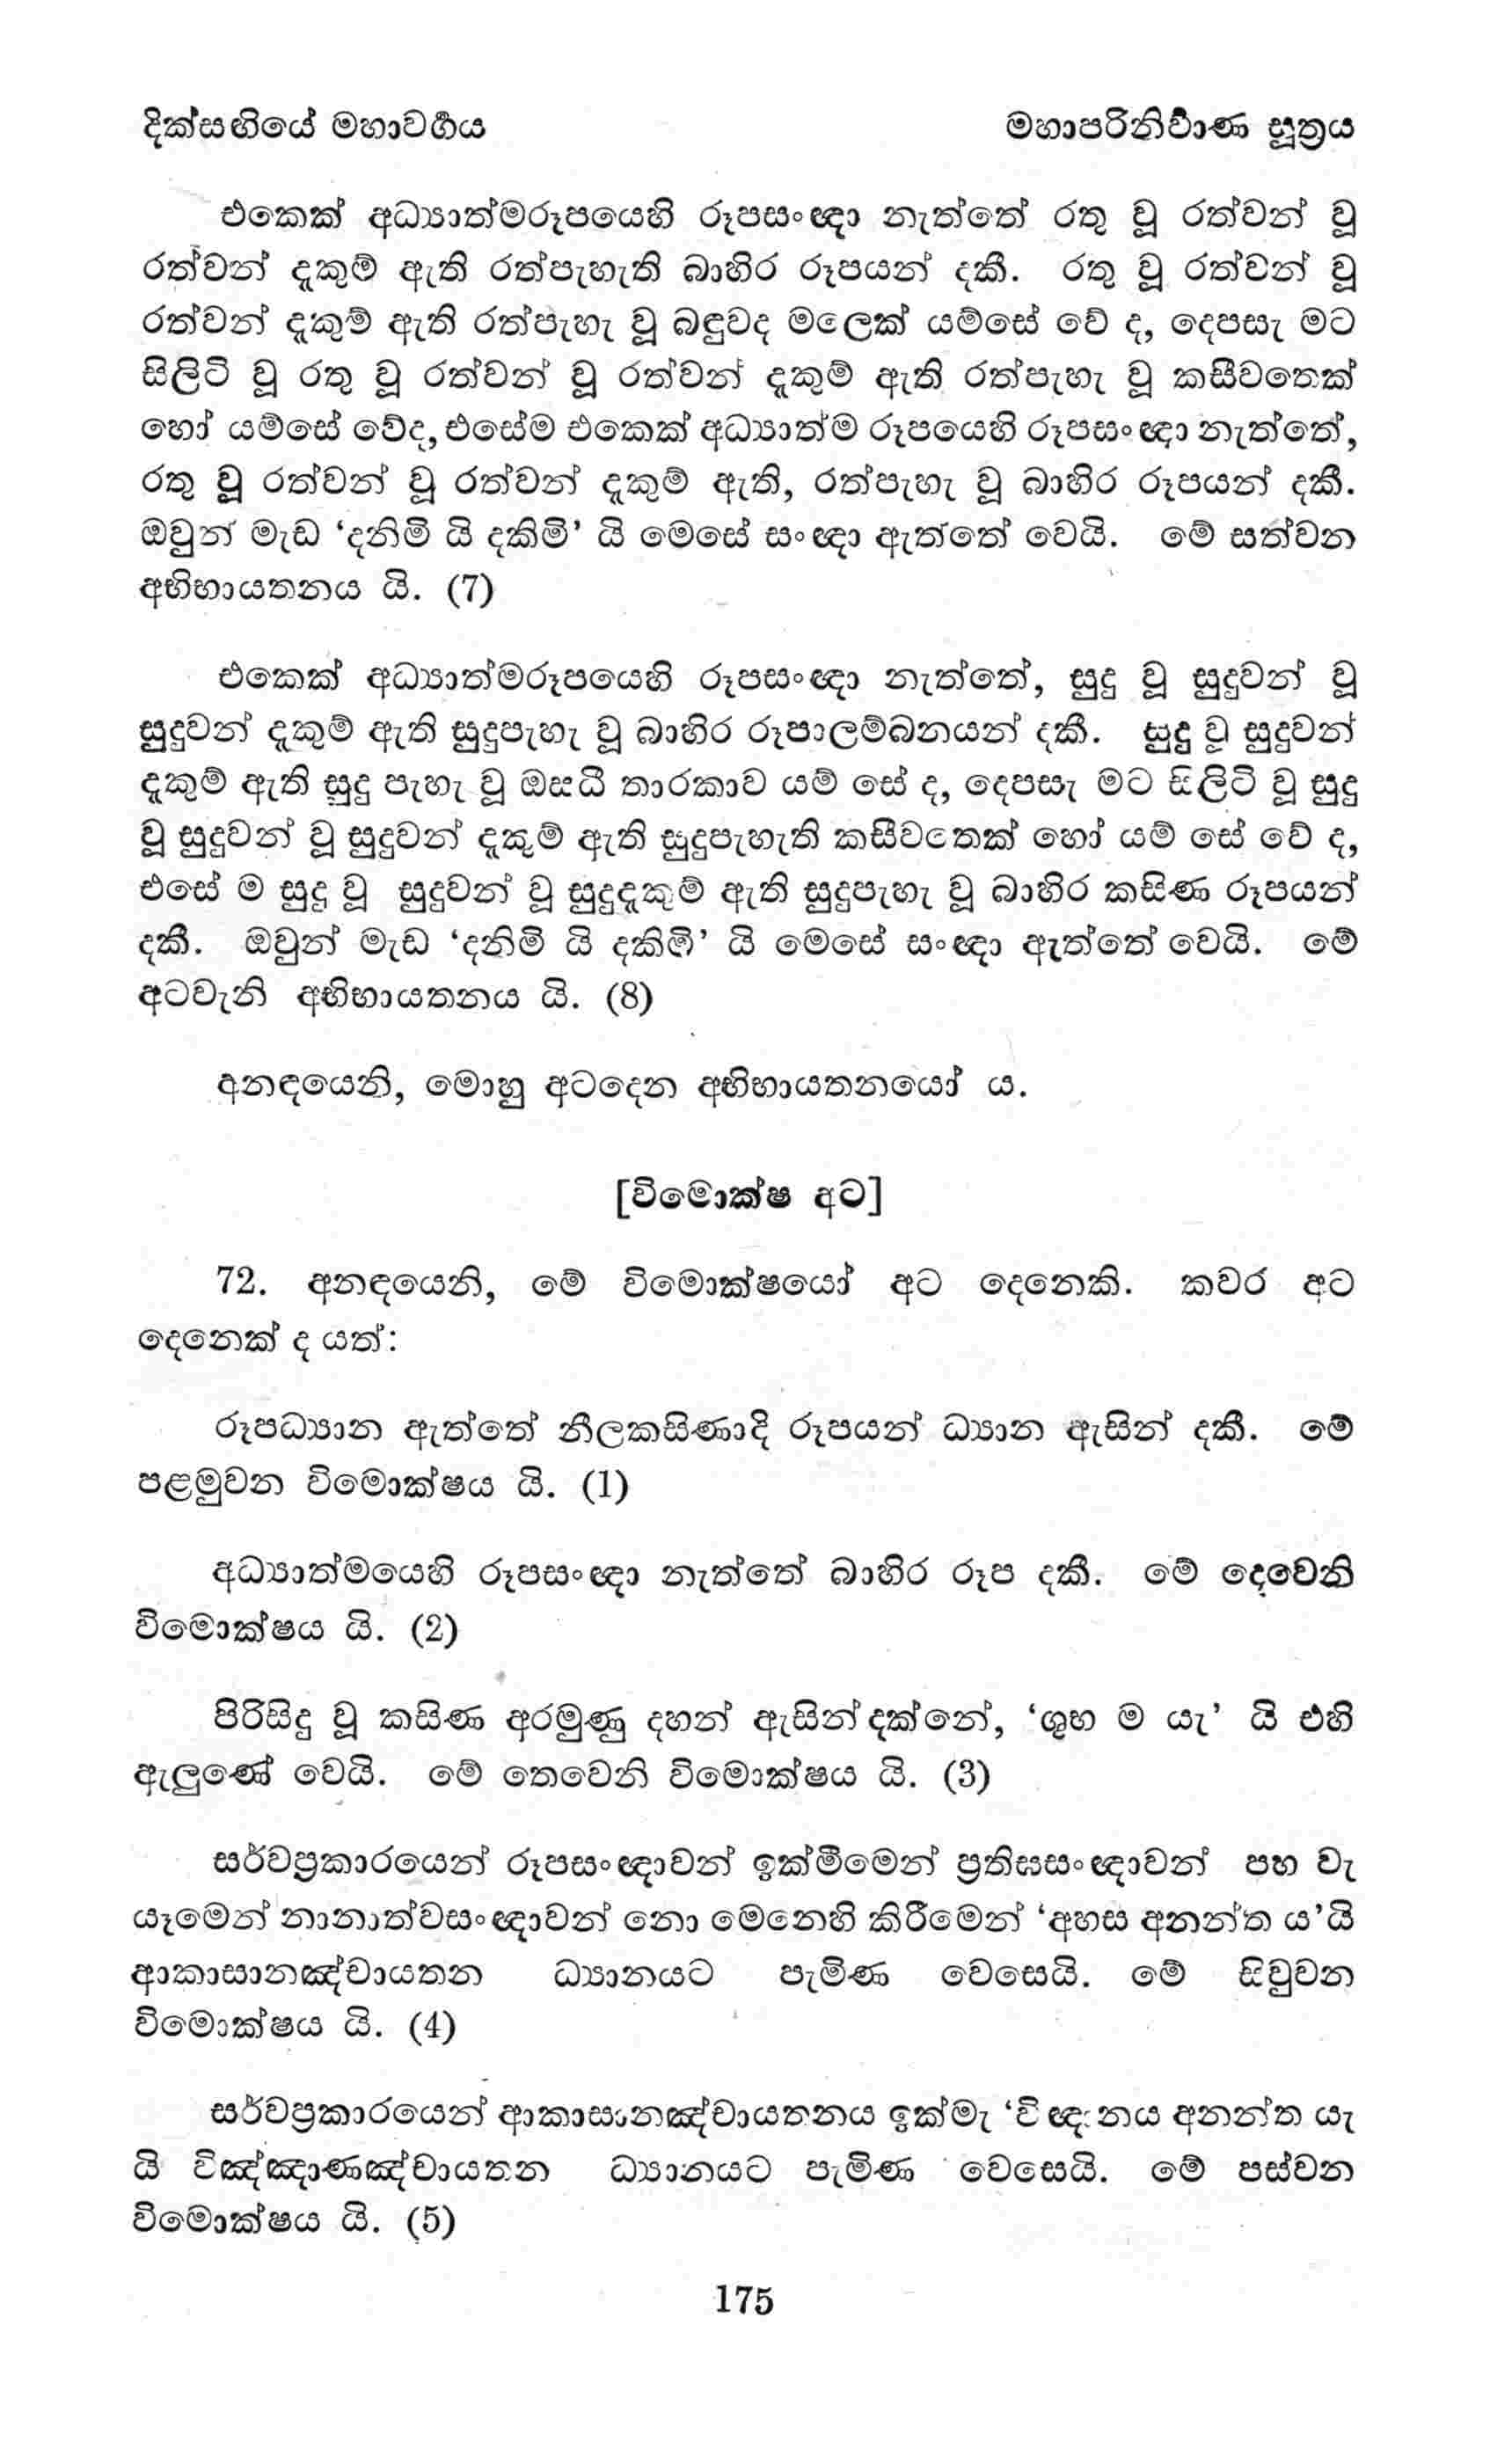 දික්සඟියේ මහාවර්‍ගය
මහාපරිනිර්‍වාණ සූත්‍රය
එකෙක් අධ්‍යාත්මරූපයෙහි රූපසංඥා නැත්තේ රතු වූ රත්වන් වූ
රත්වන් දැකුම් ඇති රත්පැහැති බාහිර රූපයන් දකී. රතු වූ රත්වන් වූ
රත්වන් දැකුම් ඇති රත්පැහැ වූ බඳුවද මලෙක් යම්සේ වේ ද, දෙපසැ මට
සිලිටි වූ රතු වූ රත්වන් වූ රත්වන් දැකුම් ඇති රත්පැහැ වූ කසීවතෙක්
හෝ යම්සේ වේද, එසේම එකෙක් අධ්‍යාත්ම රූපයෙහි රූපසංඥා නැත්තේ,
රතු වූ රත්වන් වූ රත්වන් දැකුම් ඇති, රත්පැහැ වූ බාහිර රූපයන් දකී.
ඔවුන් මැඩ ‘දනිමි යි දකිමි’ යි මෙසේ සංඥා ඇත්තේ වෙයි. මේ සත්වන
අභිභායතනය යි. (7)
එකෙක් අධ්‍යාත්මරූපයෙහි රූපසංඥා නැත්තේ, සුදු වූ සුදුවන් වූ
සුදුවන් දැකුම් ඇති සුදුපැහැ වූ බාහිර රූපාලම්බනයන් දකී. සුදු වූ සුදුවන්
දැකුම් ඇති සුදු පැහැ වූ ඔසධී තාරකාව යම් සේ ද, දෙපසැ මට සිලිටි වූ සුදු
වූ සුදුවන් වූ සුදුවන් දැකුම් ඇති සුදුපැහැති කසීවතෙක් හෝ යම් සේ වේ ද,
එසේ ම සුදු වූ සුදුවන් වූ සුදුදැකුම් ඇති සුදුපැහැ වූ බාහිර කසිණ රූපයන්
දකී. ඔවුන් මැඩ ‘දනිමි යි දකිමි’ යි මෙසේ සංඥා ඇත්තේ වෙයි. මේ
අටවැනි අභිභායතනය යි. (8)
අනඳයෙනි, මොහු අටදෙන අභිභායතනයෝ ය.
[විමොක්ෂ අට]
72. අනඳයෙනි, මේ විමොක්ෂයෝ අට දෙනෙකි. කවර අට
දෙනෙක් ද යත්:
රූපධ්‍යාන ඇත්තේ නීලකසිණාදි රූපයන් ධ්‍යාන ඇසින් දකී. මේ
පළමුවන විමොක්ෂය යි. (1)
අධ්‍යාත්මයෙහි රූපසංඥා නැත්තේ බාහිර රූප දකී. මේ දෙවෙනි
විමොක්ෂය යි. (2)
පිරිසිදු වූ කසිණ අරමුණු දහන් ඇසින් දක්නේ, ‘ශුභ ම යැ’ යි එහි
ඇලුණේ වෙයි. මේ තෙවෙනි විමොක්ෂය යි. (3)
සර්වප්‍රකාරයෙන් රූපසංඥාවන් ඉක්මීමෙන් ප්‍රතිඝසංඥාවන් පහ වැ
යෑමෙන් නානාත්වසංඥාවන් නො මෙනෙහි කිරීමෙන් ‘අහස අනන්ත ය’යි
ආකාසානඤ්චායතන ධ්‍යානයට පැමිණ වෙසෙයි. මේ සිවුවන
විමොක්ෂය යි. (4)
සර්වප්‍රකාරයෙන් ආකාසානඤ්චායතනය ඉක්මැ ‘විඥානය අනන්ත යැ
යි විඤ්ඤාණඤ්චායතන ධ්‍යානයට පැමිණ වෙසෙයි. මේ පස්වන
විමොක්ෂය යි. (5)
175